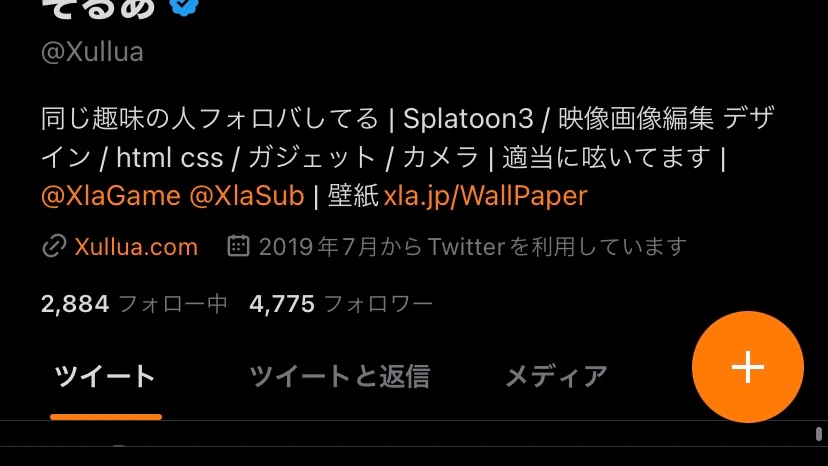 そるあ
@Xullua
同じ趣味の人フォロバしてる | Splatoon3 / 映像画像編集 デザ
イン / html css / ガジェット / カメラ | 適当に呟いてます |
@XlaGame @XlaSub | 壁紙 xla.jp/WallPaper
Xullua.com 2019年7月からTwitterを利用しています
2,884 フォロー中 4,775 フォロワー
ツイート ツイートと返信 メディア